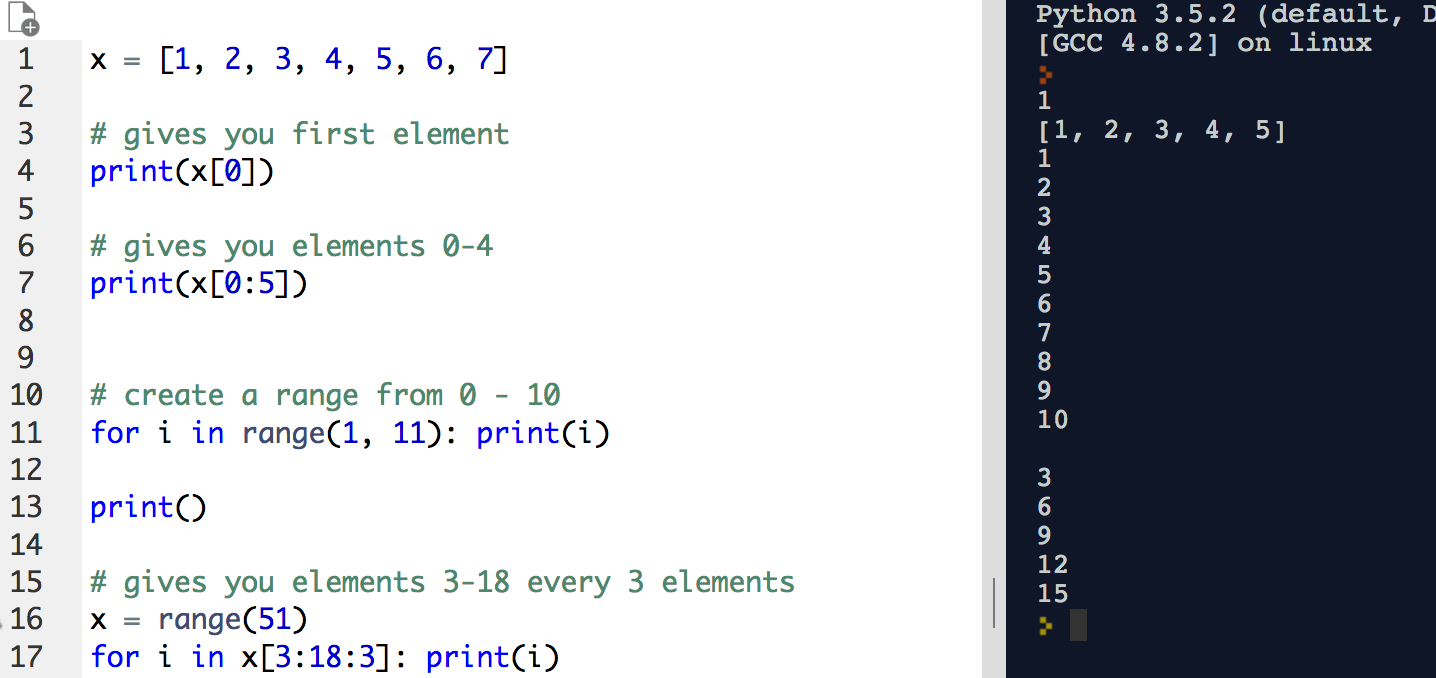 1 x = [1, 2, 3, 4, 5, 6, 7]
2
3 # gives you first element
4 print(x[0])
5
6 # gives you elements 0-4
7 print(x[0:5])
8
9
10 # create a range from 0 - 10
11 for i in range(1, 11): print(i)
12
13 print()
14
15 # gives you elements 3-18 every 3 elements
16 x = range(51)
17 for i in x[3:18:3]: print(i)
Python 3.5.2 (default, D
[GCC 4.8.2] on linux
1
[1, 2, 3, 4, 5]
1
2
3
4
5
6
7
8
9
10
3
6
9
12
15